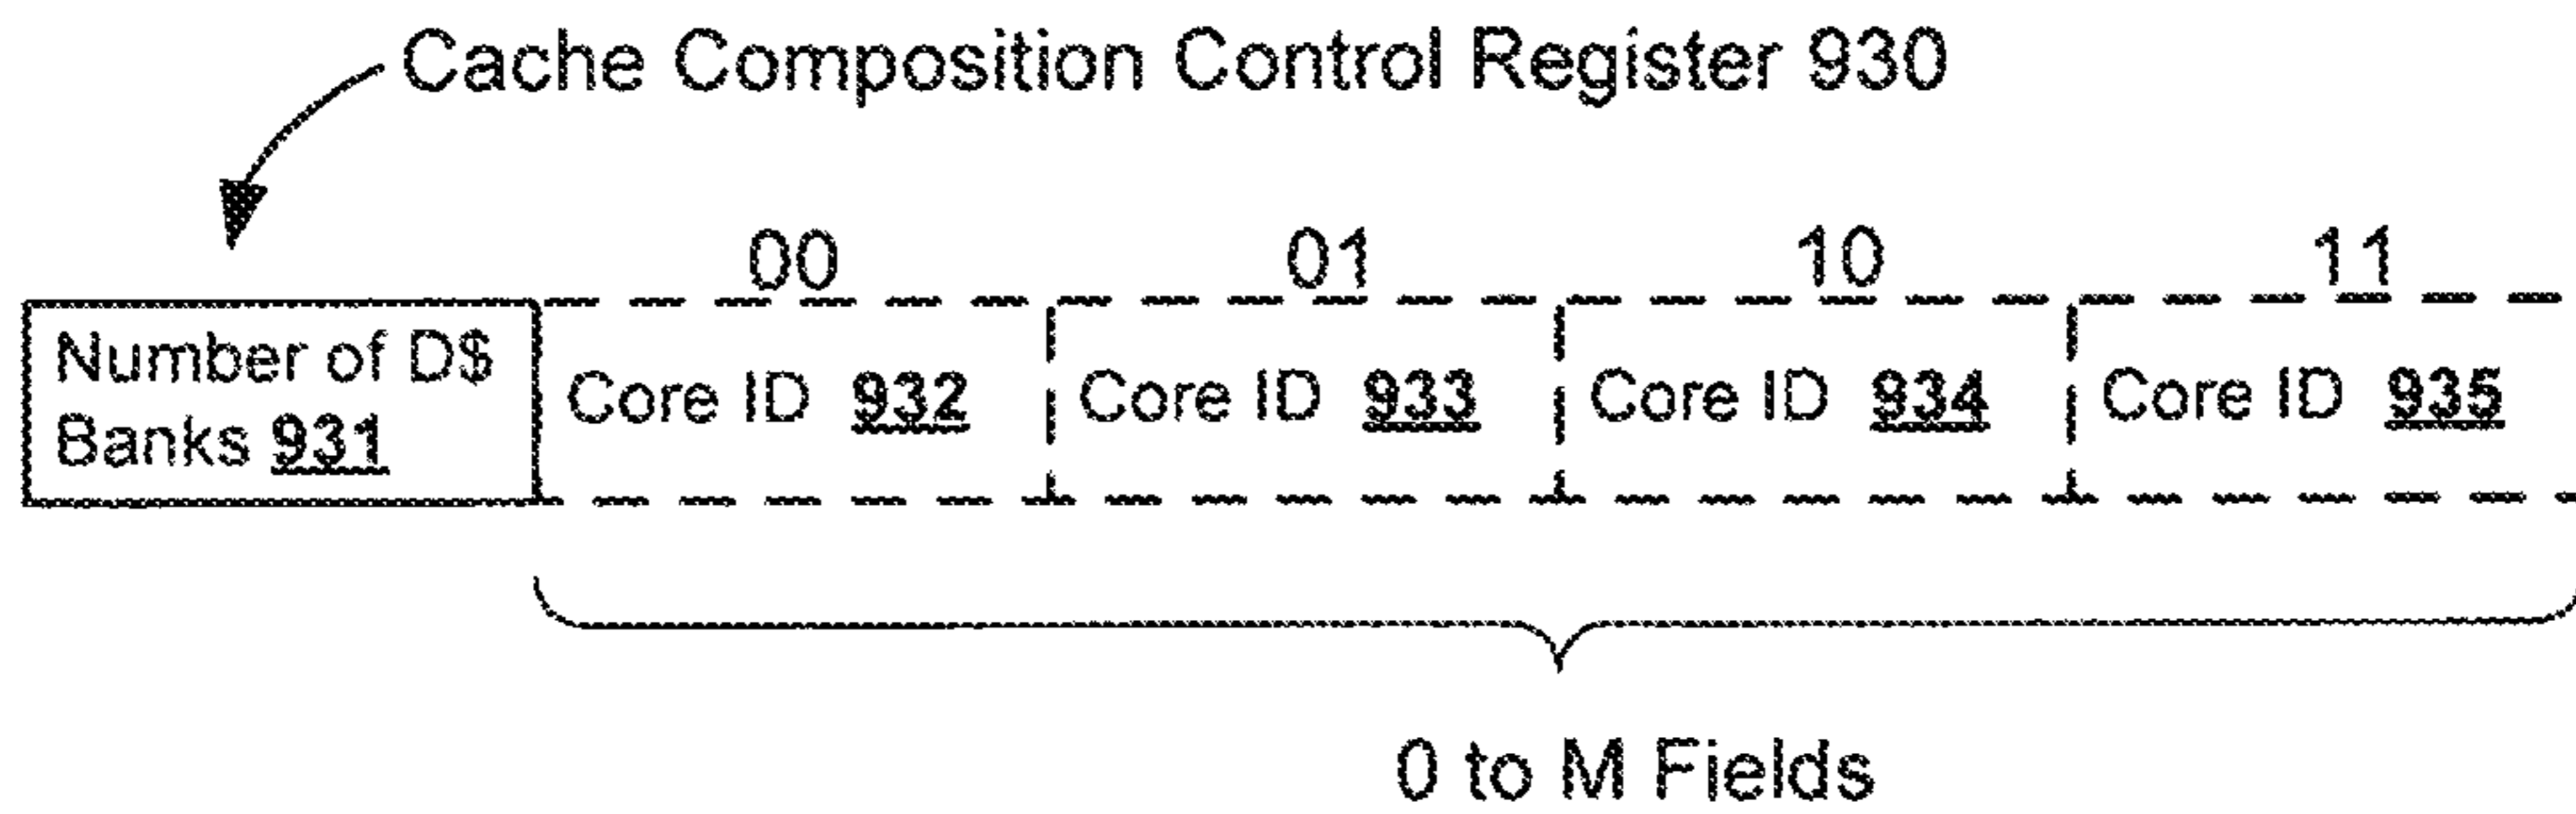 Cache Composition Control Register 930
00 01 10 11
Number of D$
Banks 931
Core ID 932
Core ID 933
Core ID 934
Core ID 935
0 to M Fields